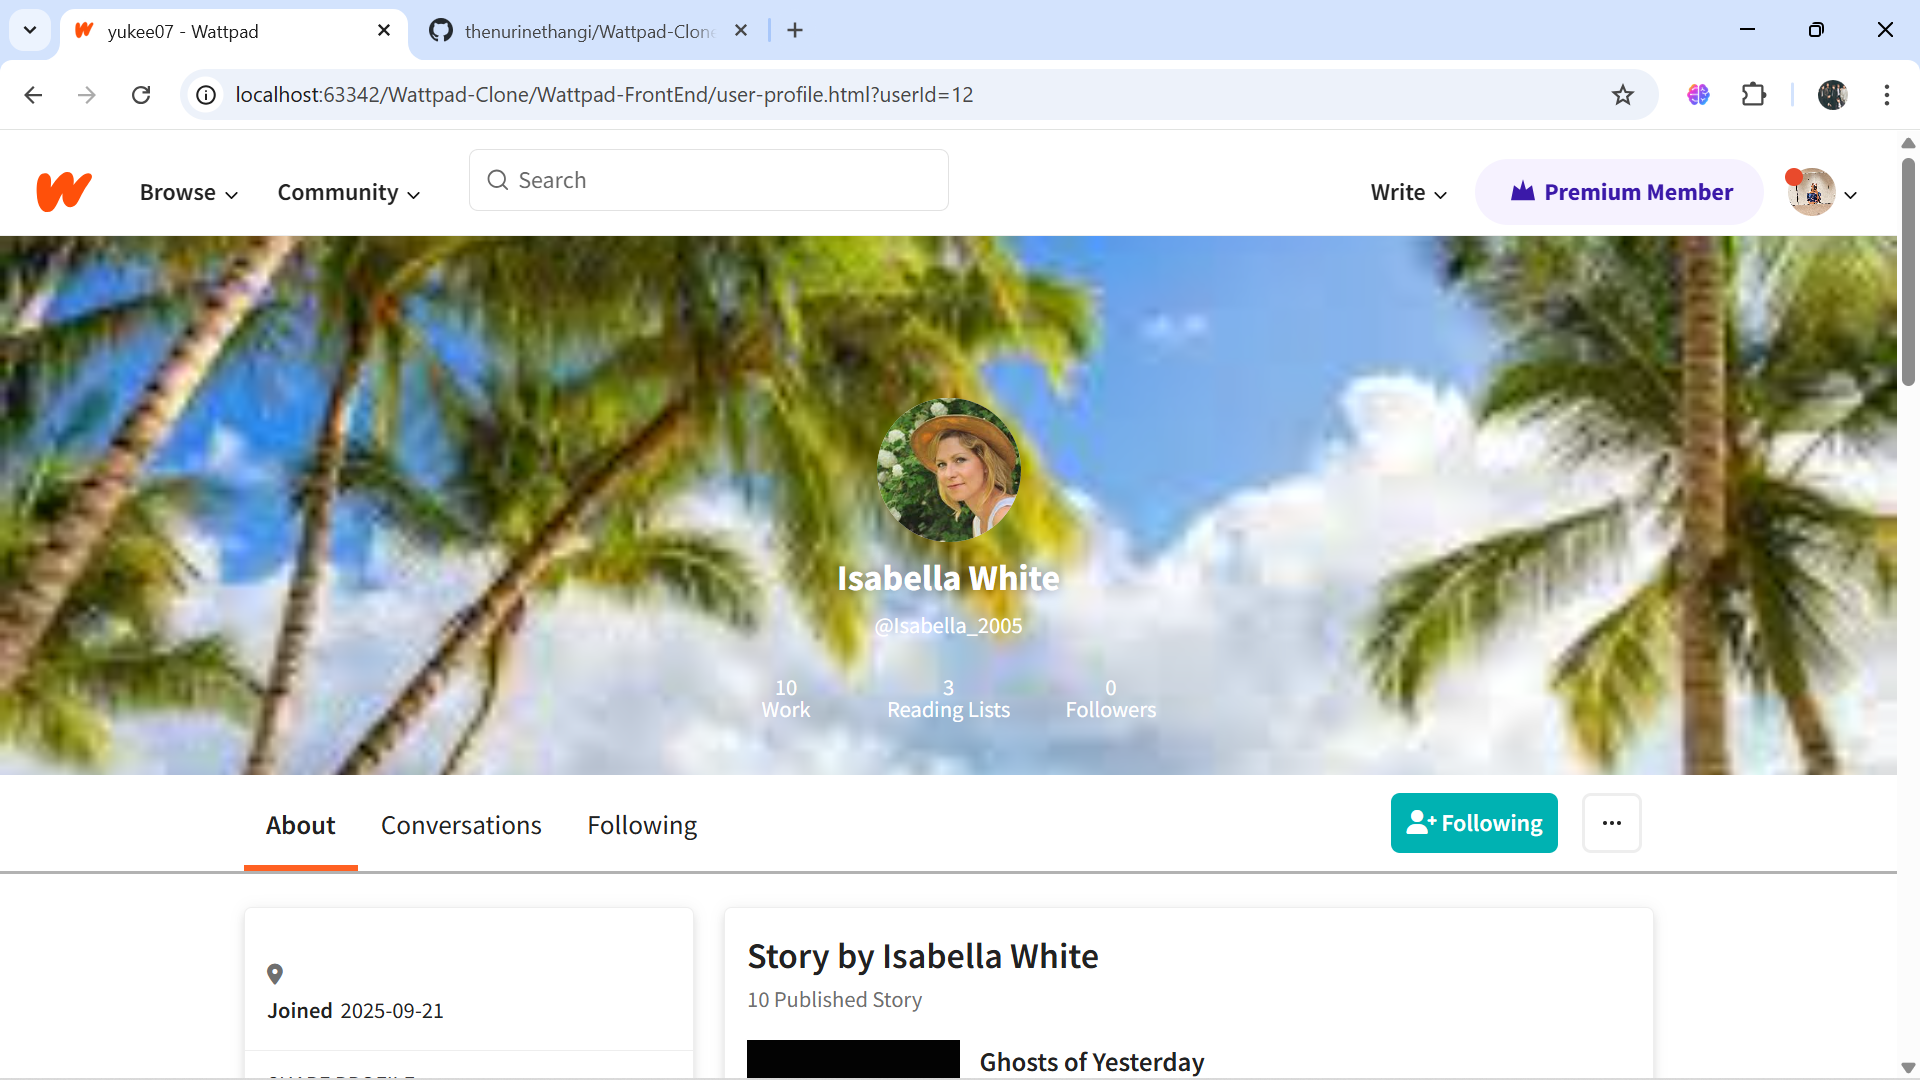 yukee07 - Wattpad
thenurinethangi/Wattpad-Clone
localhost:63342/Wattpad-Clone/Wattpad-FrontEnd/user-profile.html?userId=12
Browse
Community
Search
Write
Premium Member
Isabella White
@Isabella_2005
10
Work
3
Reading Lists
0
Followers
About
Conversations
Following
Following
Joined 2025-09-21
Story by Isabella White
10 Published Story
Ghosts of Yesterday